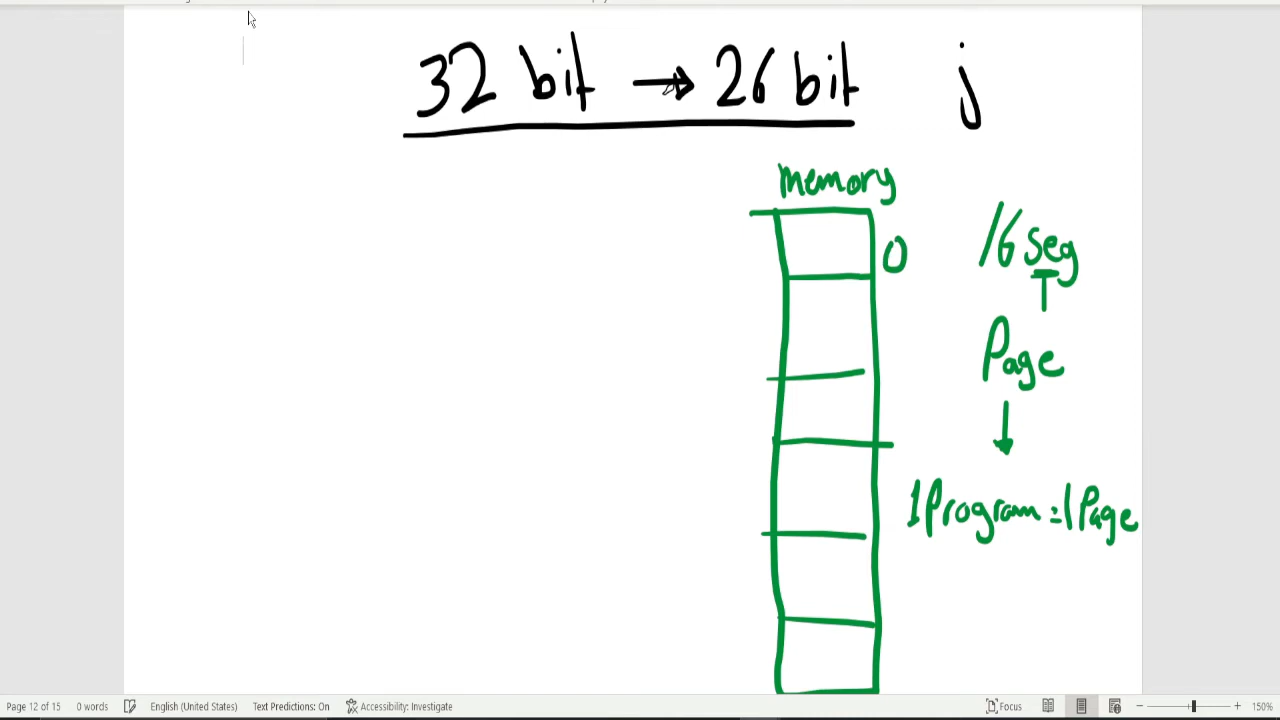 32 bit → 26 bit j
memory
0
16 seg
Page
1 Program = 1 Page
Page 12 of 15 0 words English (United States) Text Predictions: On Accessibility: Investigate Focus 150%